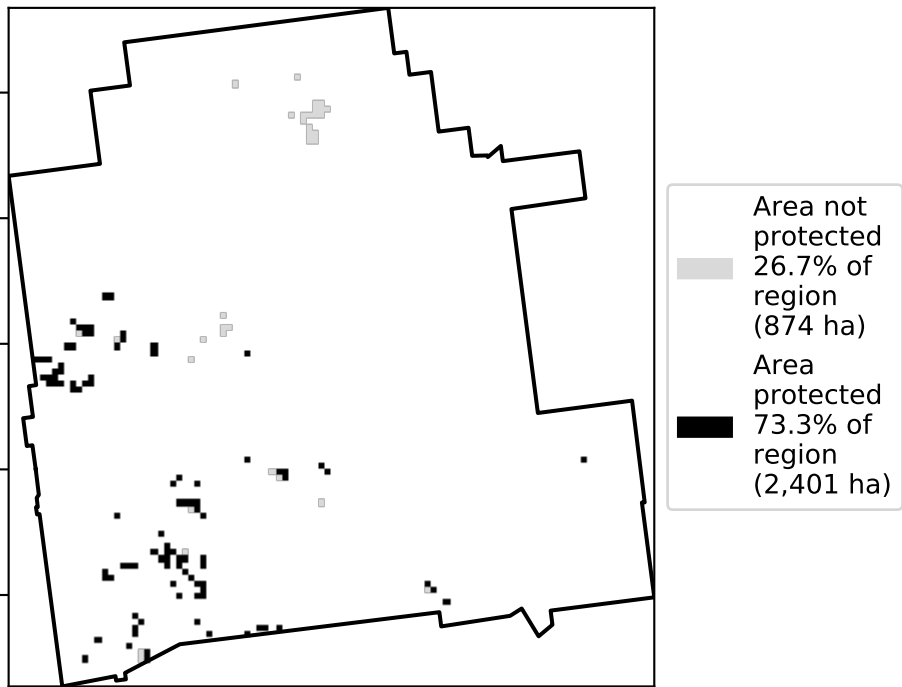 Area not
protected
26.7% of
region
(874 ha)
Area
protected
73.3% of
region
(2,401 ha)